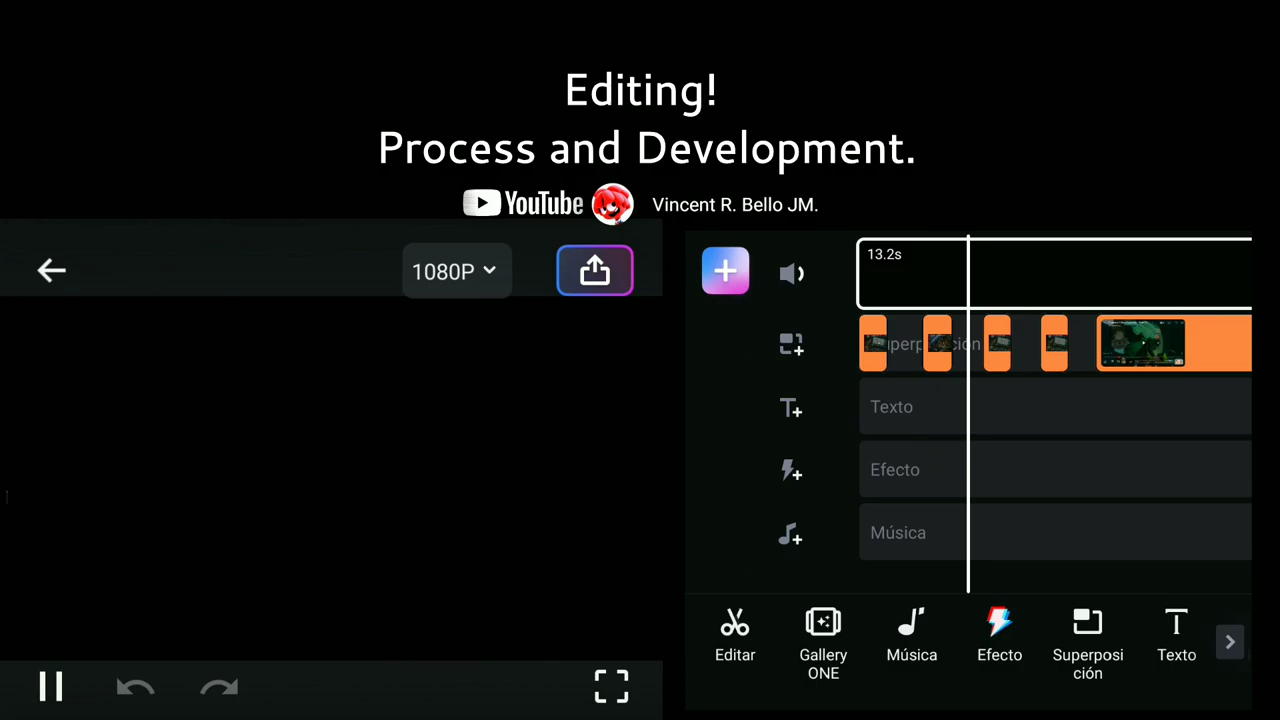 Editing!
Process and Development.
YouTube Vincent R. Bello JM.
1080P
13.2s
Texto
Efecto
Música
Editar
Gallery
ONE
Música
Efecto
Superposi
ción
Texto